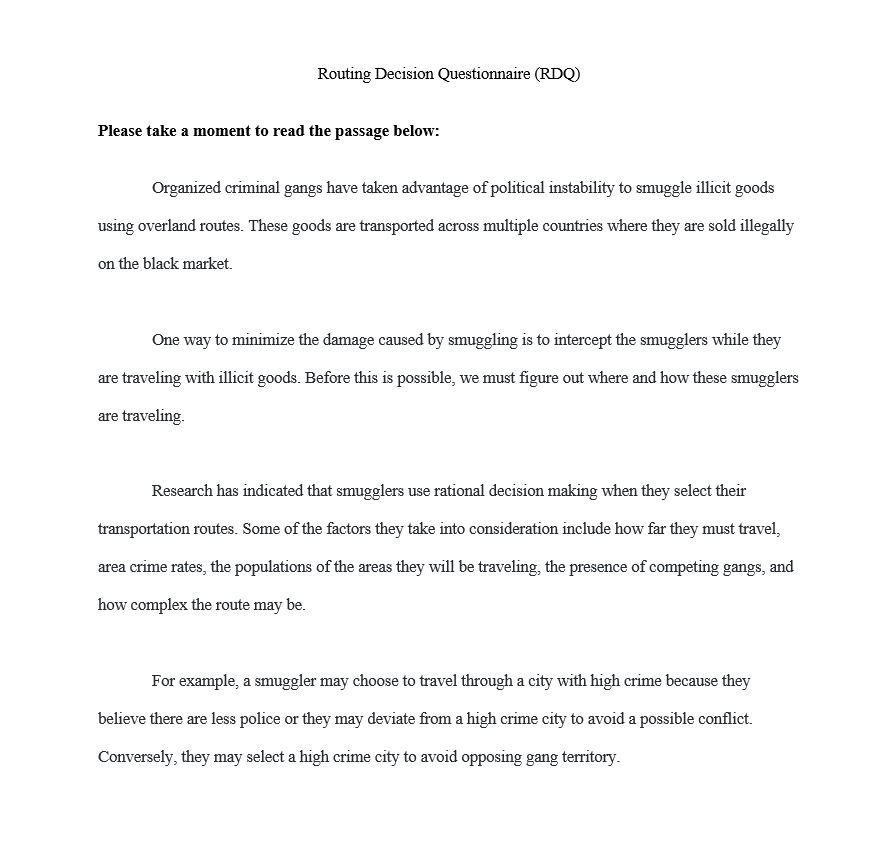 Routing Decision Questionnaire (RDQ)
Please take a moment to read the passage below:
Organized criminal gangs have taken advantage of political instability to smuggle illicit goods
using overland routes. These goods are transported across multiple countries where they are sold illegally
on the black market.
One way to minimize the damage caused by smuggling is to intercept the smugglers while they
are traveling with illicit goods. Before this is possible, we must figure out where and how these smugglers
are traveling.
Research has indicated that smugglers use rational decision making when they select their
transportation routes. Some of the factors they take into consideration include how far they must travel,
area crime rates, the populations of the areas they will be traveling, the presence of competing gangs, and
how complex the route may be.
For example, a smuggler may choose to travel through a city with high crime because they
believe there are less police or they may deviate from a high crime city to avoid a possible conflict.
Conversely, they may select a high crime city to avoid opposing gang territory.